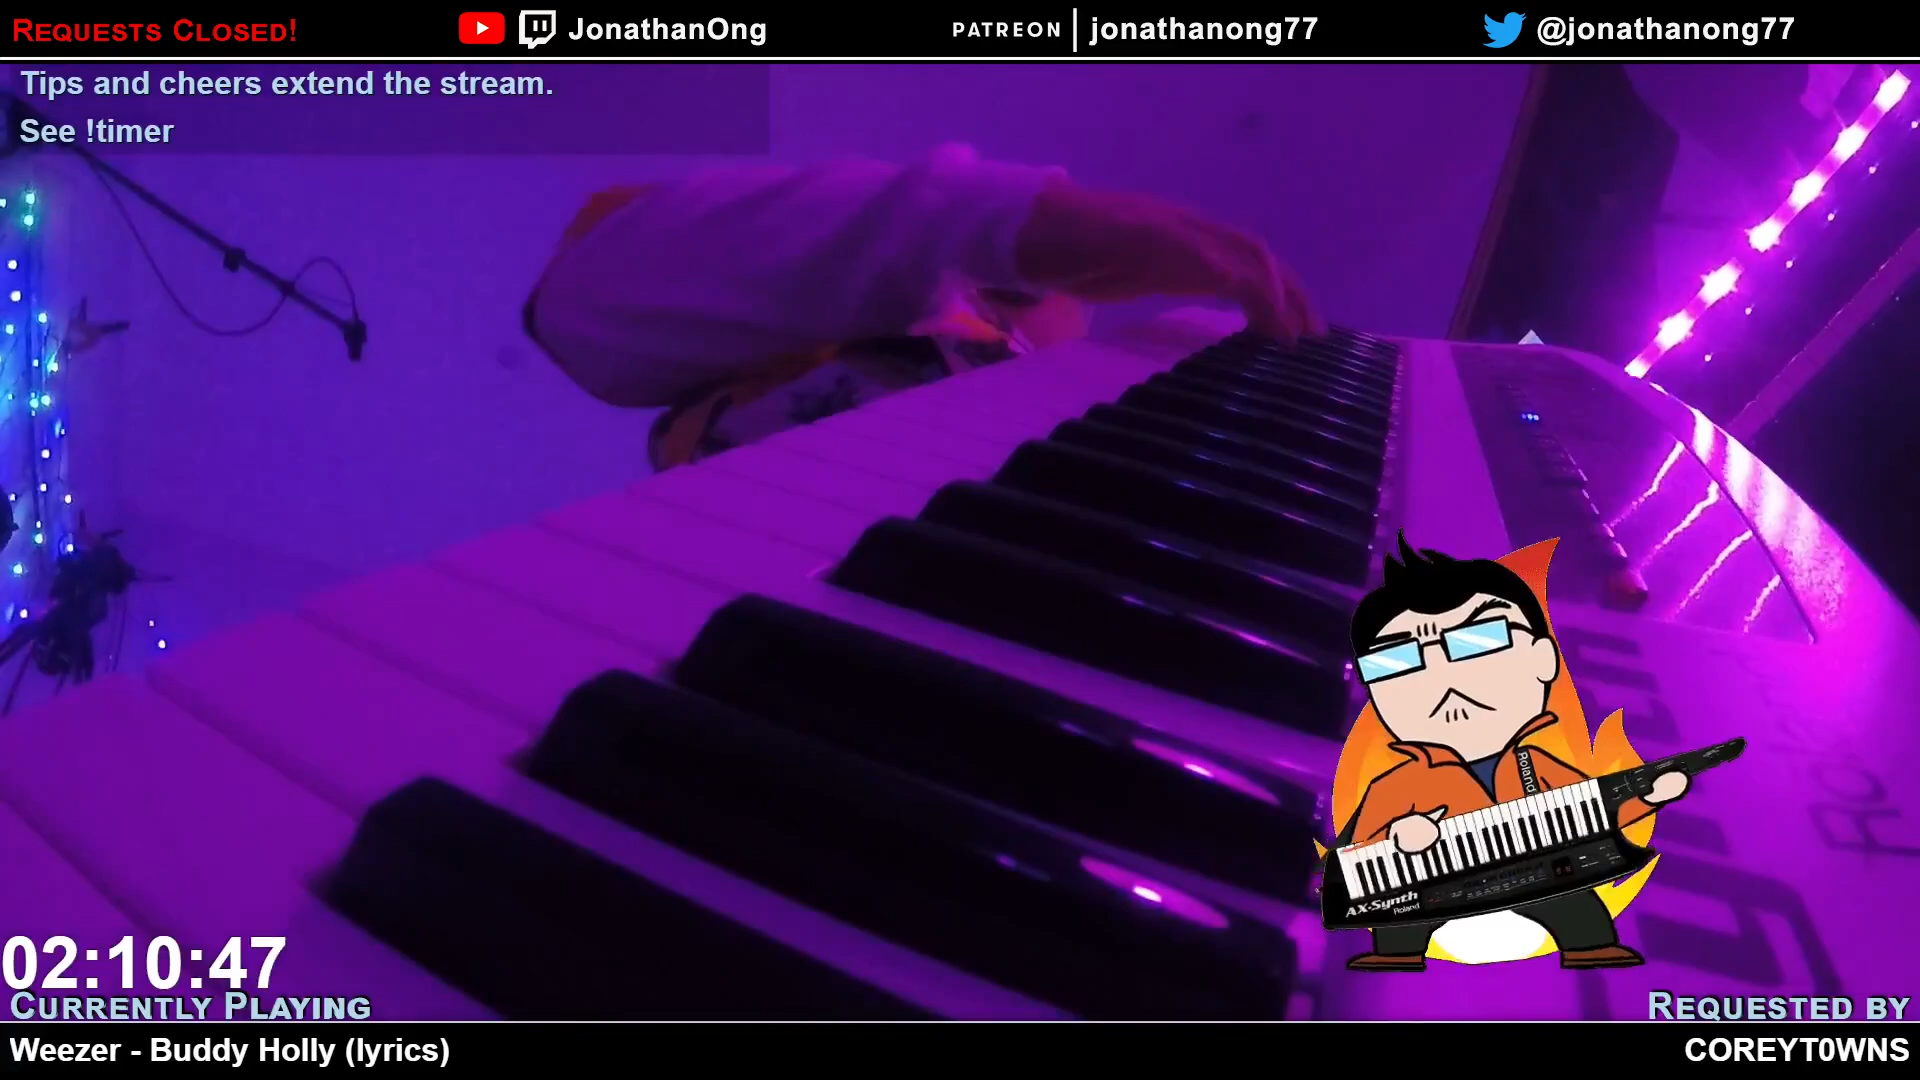 REQUESTS CLOSED!
JonathanOng
PATREON jonathanong77
@jonathanong77
Tips and cheers extend the stream.
See !timer
Roland
AX-Synth
Roland
02:10:47
CURRENTLY PLAYING
REQUESTED BY
Weezer - Buddy Holly (lyrics)
COREYT0WNS